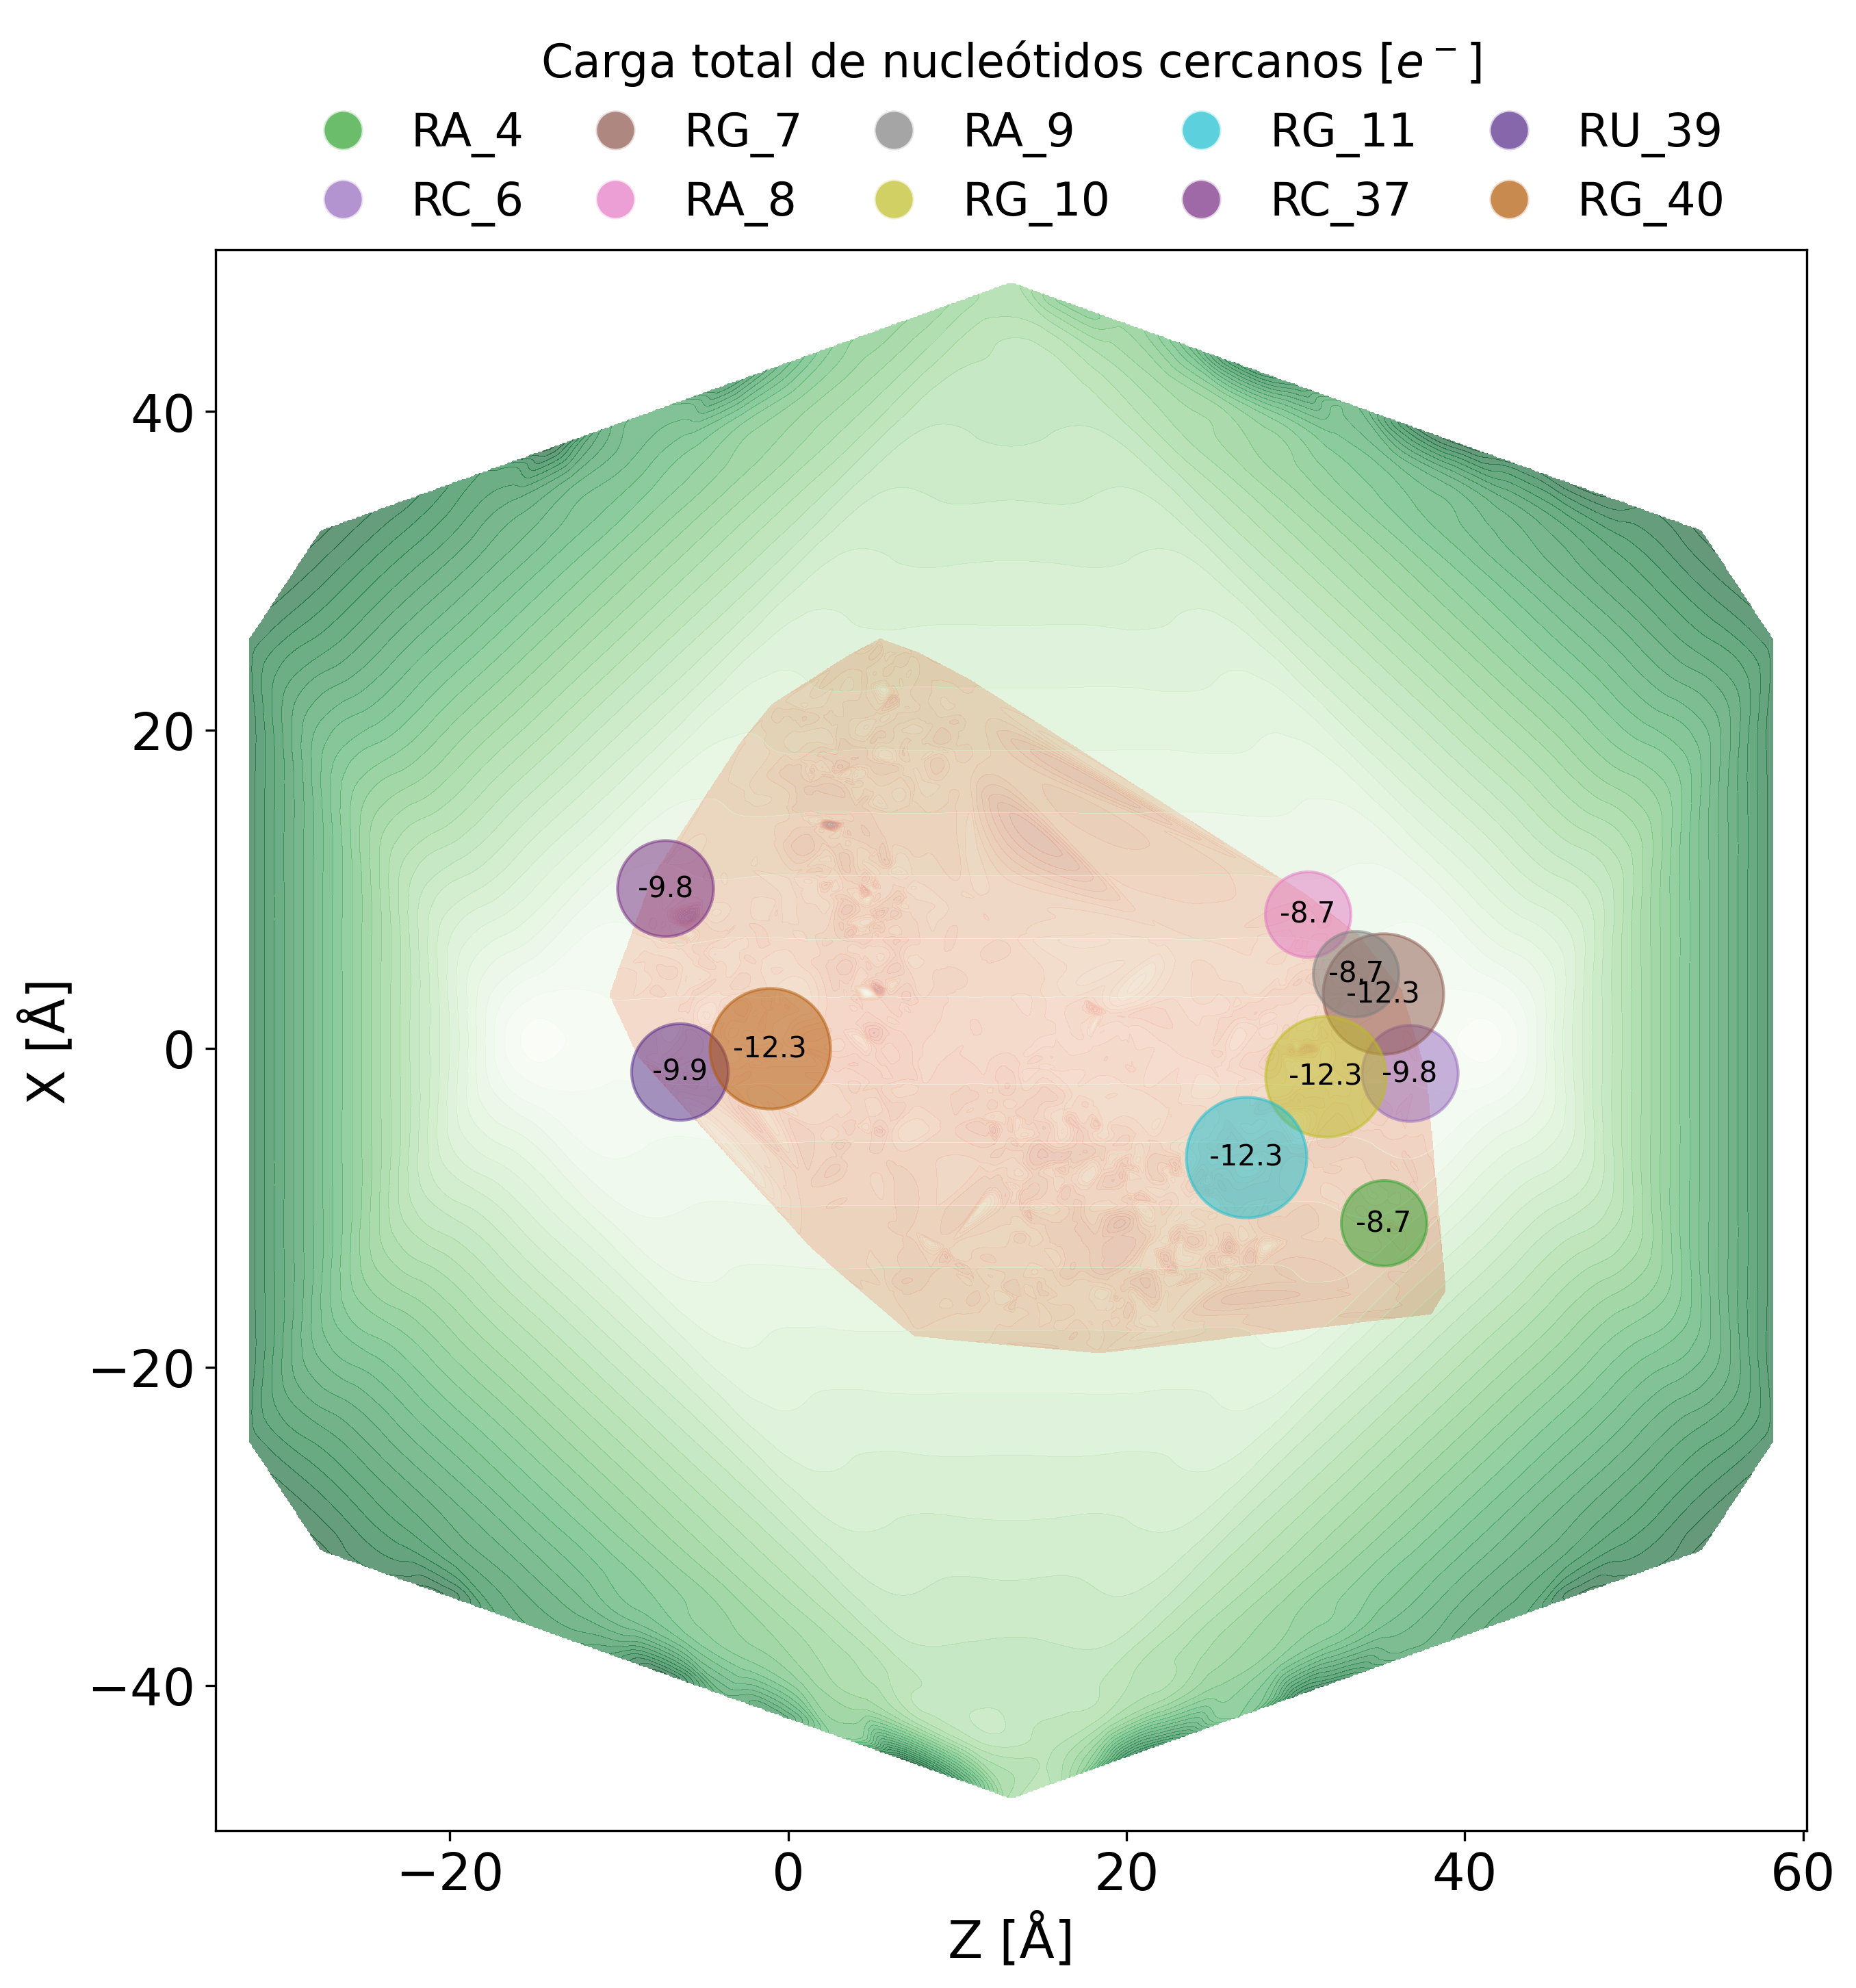 Carga total de nucleótidos cercanos [e⁻]
RA_4 RG_7 RA_9 RG_11 RU_39
RC_6 RA_8 RG_10 RC_37 RG_40
40
20
-9.8
-8.7
-8.7
-12.3
0
-12.3
-9.9
-12.3
-9.8
-12.3
-8.7
−20
−40
X [Å]
−20 0 20 40 60
Z [Å]